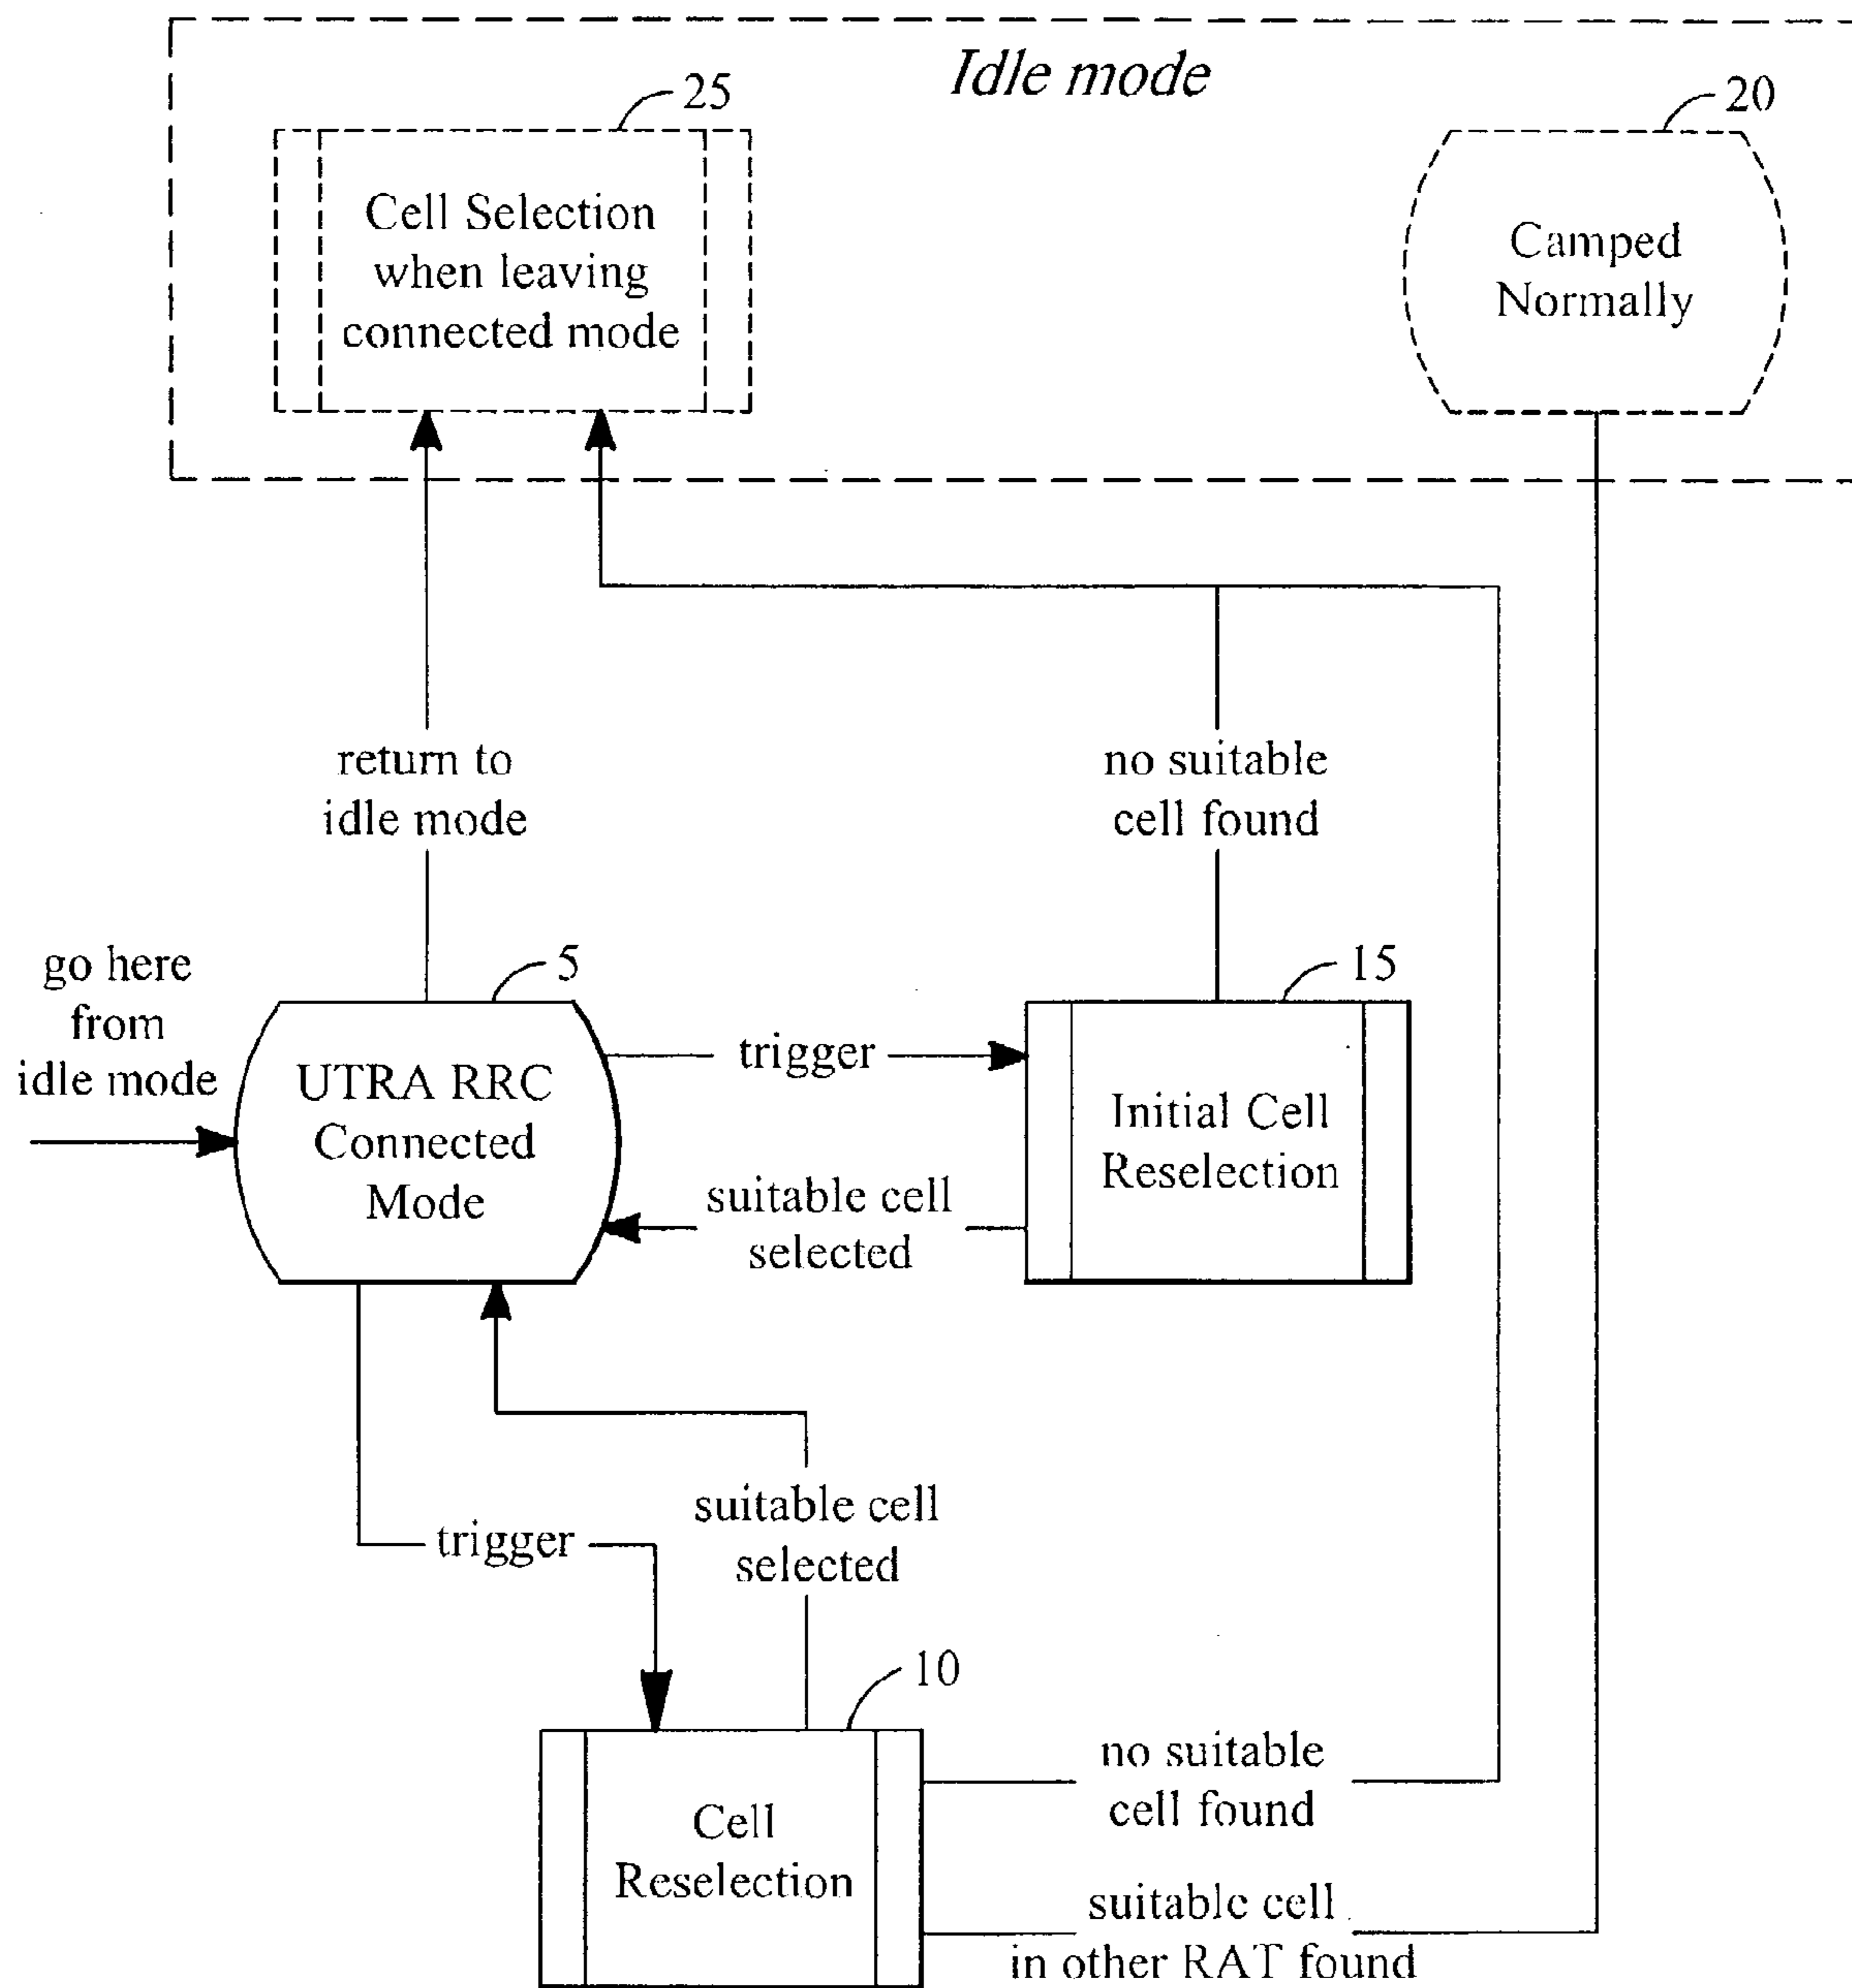 Idle mode
25
20
Cell Selection
when leaving
connected mode
Camped
Normally
return to
idle mode
no suitable
cell found
go here
from
idle mode
5
15
UTRA RRC
Connected
Mode
trigger
Initial Cell
Reselection
suitable cell
selected
trigger
suitable cell
selected
10
Cell
Reselection
no suitable
cell found
suitable cell
in other RAT found